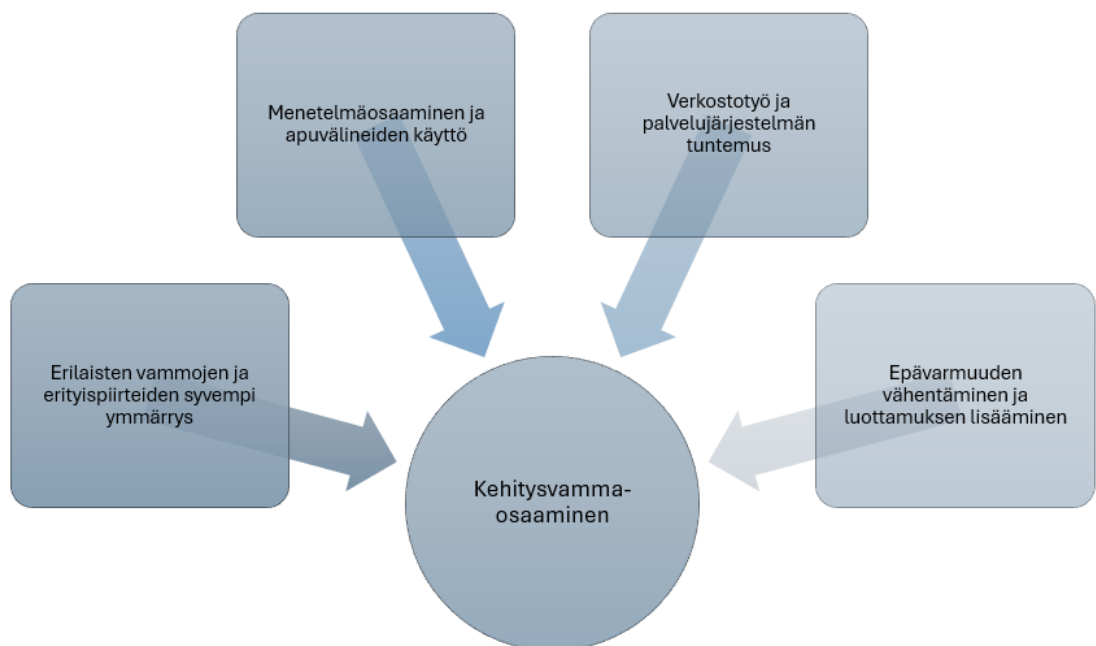 Menetelmäosaaminen ja
apuvälineiden käyttö
Verkostotyö ja
palvelujärjestelmän
tuntemus
Erilaisten vammojen ja
erityispiirteiden syvempi
ymmärrys
Epävarmuuden
vähentäminen ja
luottamuksen lisääminen
Kehitysvamma-
osaaminen